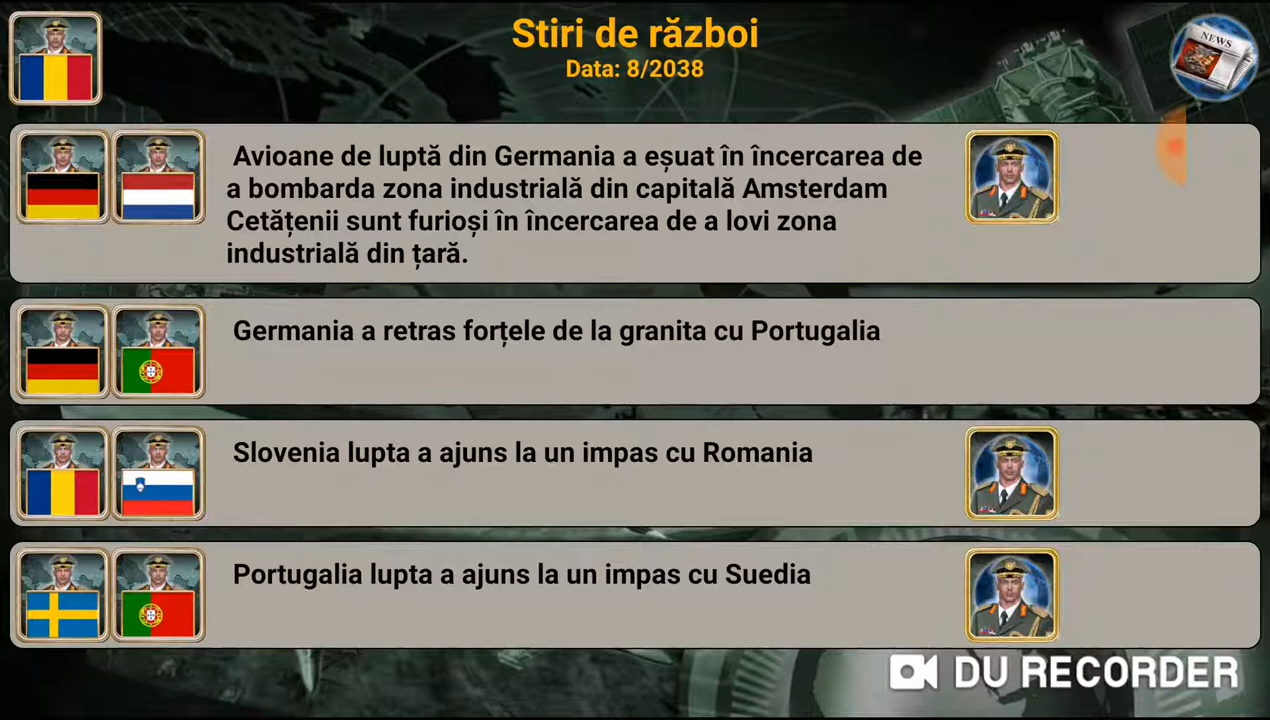 Stiri de război
Data: 8/2038
NEWS
Avioane de luptă din Germania a eșuat în încercarea de
a bombarda zona industrială din capitală Amsterdam
Cetățenii sunt furioși în încercarea de a lovi zona
industrială din țară.
Germania a retras forțele de la granita cu Portugalia
Slovenia lupta a ajuns la un impas cu Romania
Portugalia lupta a ajuns la un impas cu Suedia
DU RECORDER